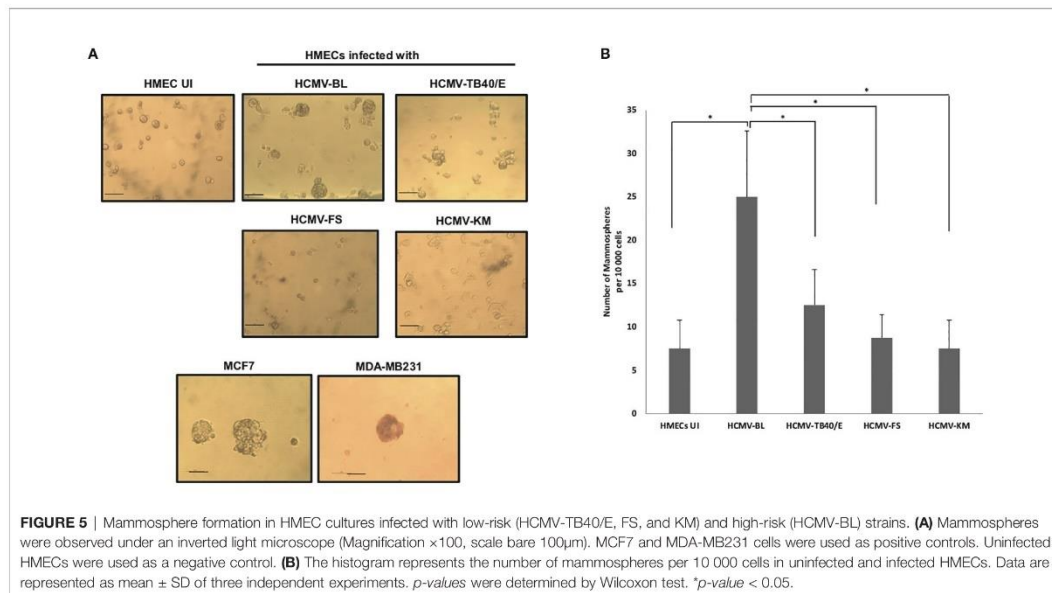 A
HMECs infected with
HMEC UI
HCMV-BL
HCMV-TB40/E
HCMV-FS
HCMV-KM
MCF7
MDA-MB231
B
Number of Mammospheres
per 10 000 cells
35
30
25
20
15
10
5
0
*
*
*
*
HMECs UI
HCMV-BL
HCMV-TB40/E
HCMV-FS
HCMV-KM
FIGURE 5 | Mammosphere formation in HMEC cultures infected with low-risk (HCMV-TB40/E, FS, and KM) and high-risk (HCMV-BL) strains. (A) Mammospheres
were observed under an inverted light microscope (Magnification ×100, scale bare 100µm). MCF7 and MDA-MB231 cells were used as positive controls. Uninfected
HMECs were used as a negative control. (B) The histogram represents the number of mammospheres per 10 000 cells in uninfected and infected HMECs. Data are
represented as mean ± SD of three independent experiments. p-values were determined by Wilcoxon test. *p-value < 0.05.